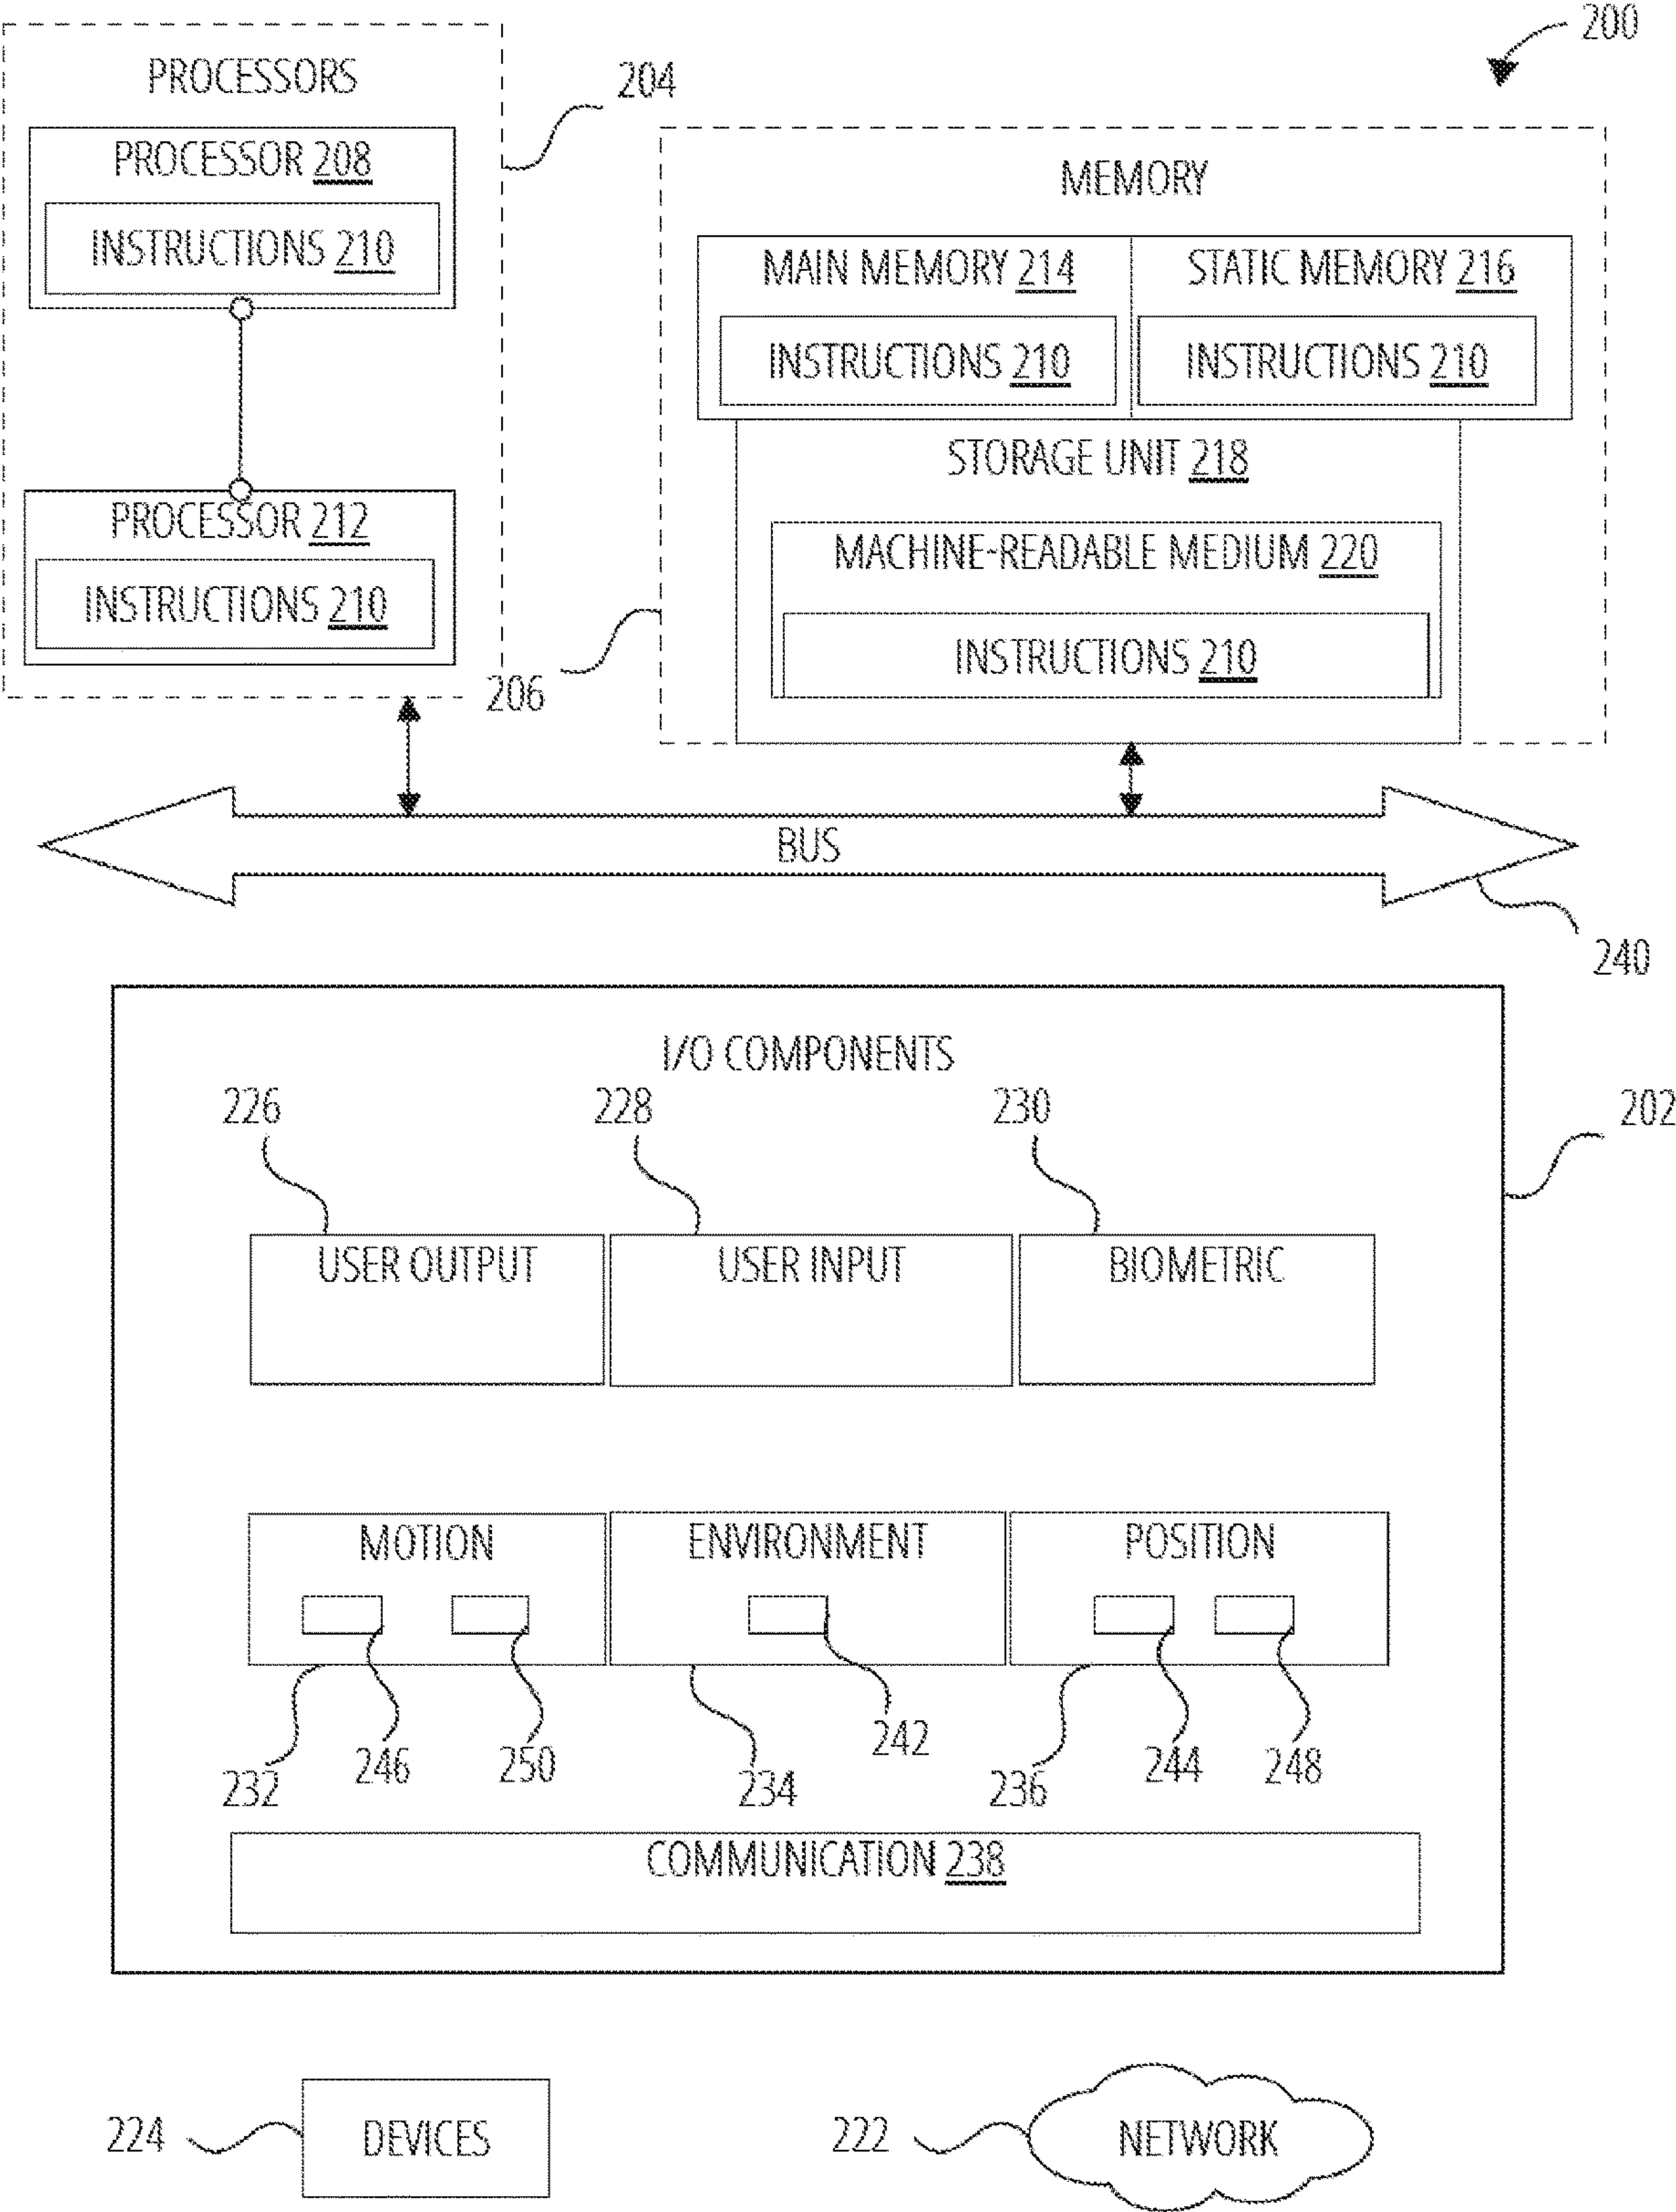 200
PROCESSORS
204
PROCESSOR 208
INSTRUCTIONS 210
PROCESSOR 212
INSTRUCTIONS 210
MEMORY
MAIN MEMORY 214
STATIC MEMORY 216
INSTRUCTIONS 210
INSTRUCTIONS 210
STORAGE UNIT 218
MACHINE-READABLE MEDIUM 220
INSTRUCTIONS 210
206
BUS
240
I/O COMPONENTS
202
226
228
230
USER OUTPUT
USER INPUT
BIOMETRIC
MOTION
ENVIRONMENT
POSITION
232
246
250
234
242
236
244
248
COMMUNICATION 238
224
DEVICES
222
NETWORK